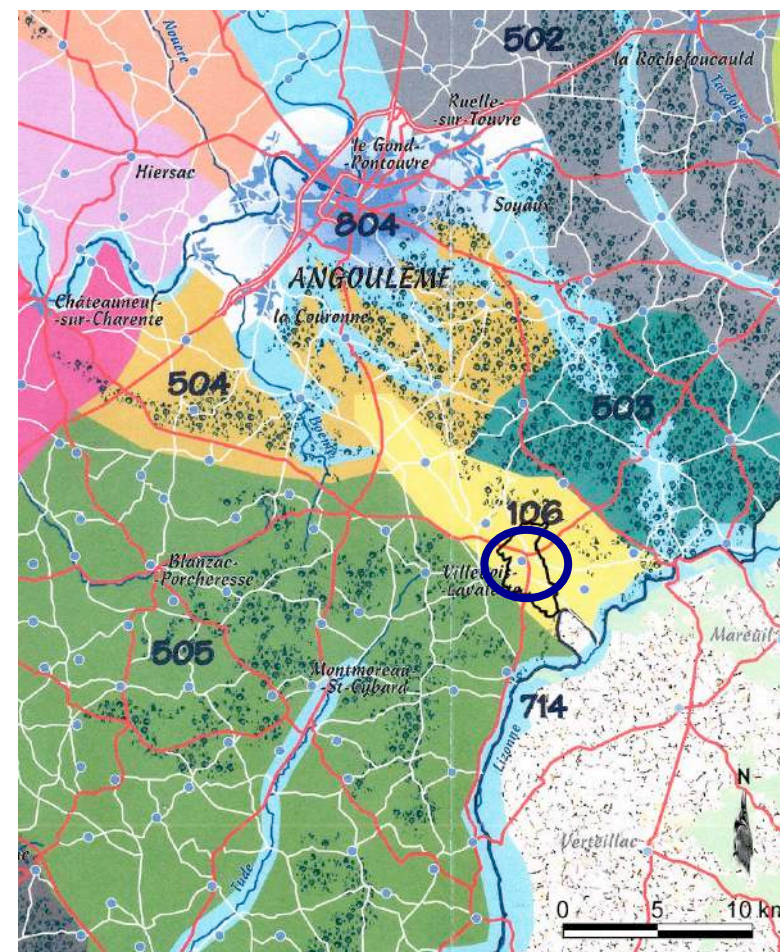 502
Nouère
la Rochefoucauld
Tardoire
Ruelle-
-sur-Touvre
le Gond-
-Pontouvre
Hiersac
Soyaux
804
ANGOULÊME
Châteauneuf-
-sur-Charente
la Couronne
504
503
Boëme
106
Villebois-
-Lavalette
Blanzac-
Porcheresse
Mareuil
505
Montmoreau
-St-Cybard
714
Lizonne
N
Verteillac
Tude
0 5 10 km